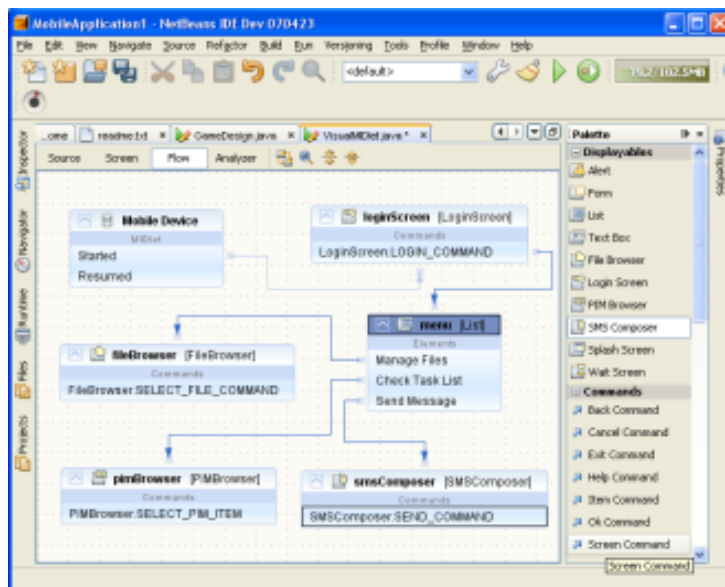 MobileApplication1 - NetBeans IDE Dev 070423
File Edit View Navigate Source Refactor Build Run Versioning Tools Profile Window Help
<default>
...ome readme.txt GameDesign.java VisualMIDlet.java *
Source Screen Flow Analyzer
Inspector
Navigator
Runtime
Files
Projects
Mobile Device
MIDlet
Started
Resumed
loginScreen [LoginScreen]
Commands
LoginScreen.LOGIN_COMMAND
menu [List]
Elements
Manage Files
Check Task List
Send Message
fileBrowser [FileBrowser]
Commands
FileBrowser.SELECT_FILE_COMMAND
pimBrowser [PIMBrowser]
Commands
PIMBrowser.SELECT_PIM_ITEM
smsComposer [SMSComposer]
Commands
SMSComposer.SEND_COMMAND
Palette
Displayables
Alert
Form
List
Text Box
File Browser
Login Screen
PIM Browser
SMS Composer
Splash Screen
Wait Screen
Commands
Back Command
Cancel Command
Exit Command
Help Command
Item Command
Ok Command
Screen Command
Screen Command
Properties